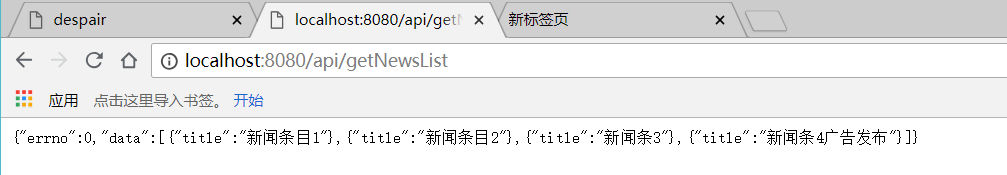 despair
localhost:8080/api/getN
新标签页
localhost:8080/api/getNewsList
应用 点击这里导入书签。 开始
{"errno":0,"data":[{"title":"新闻条目1"},{"title":"新闻条目2"},{"title":"新闻条3"},{"title":"新闻条4广告发布"}]}